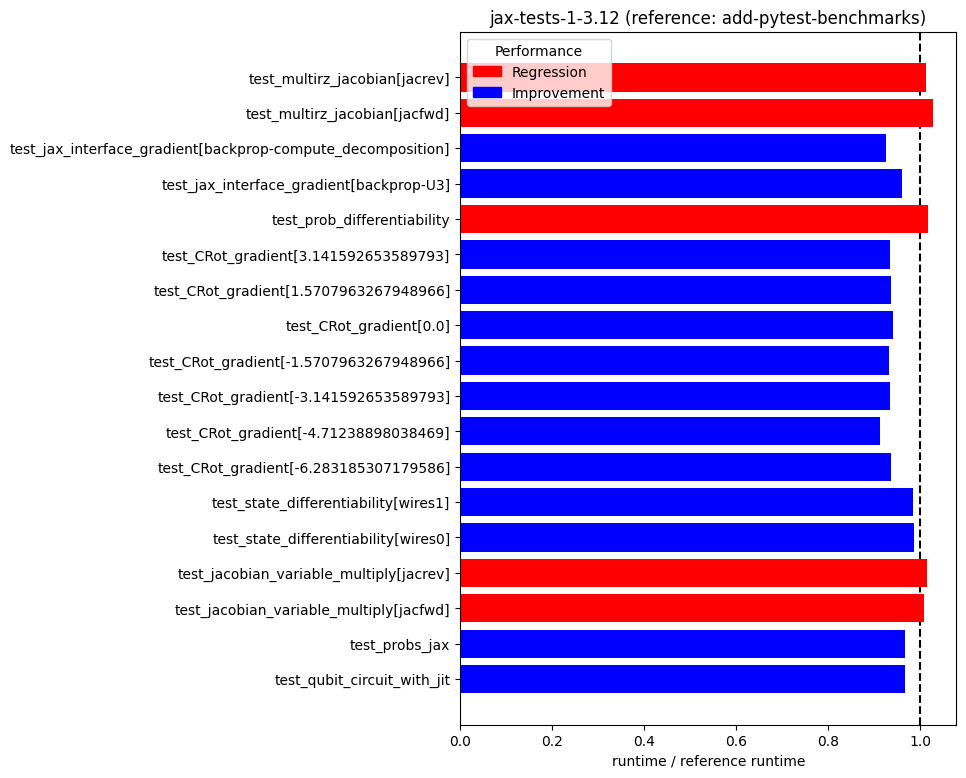 jax-tests-1-3.12 (reference: add-pytest-benchmarks)
Performance
Regression
Improvement
test_multirz_jacobian[jacrev]
test_multirz_jacobian[jacfwd]
test_jax_interface_gradient[backprop-compute_decomposition]
test_jax_interface_gradient[backprop-U3]
test_prob_differentiability
test_CRot_gradient[3.141592653589793]
test_CRot_gradient[1.5707963267948966]
test_CRot_gradient[0.0]
test_CRot_gradient[-1.5707963267948966]
test_CRot_gradient[-3.141592653589793]
test_CRot_gradient[-4.71238898038469]
test_CRot_gradient[-6.283185307179586]
test_state_differentiability[wires1]
test_state_differentiability[wires0]
test_jacobian_variable_multiply[jacrev]
test_jacobian_variable_multiply[jacfwd]
test_probs_jax
test_qubit_circuit_with_jit
0.0 0.2 0.4 0.6 0.8 1.0
runtime / reference runtime